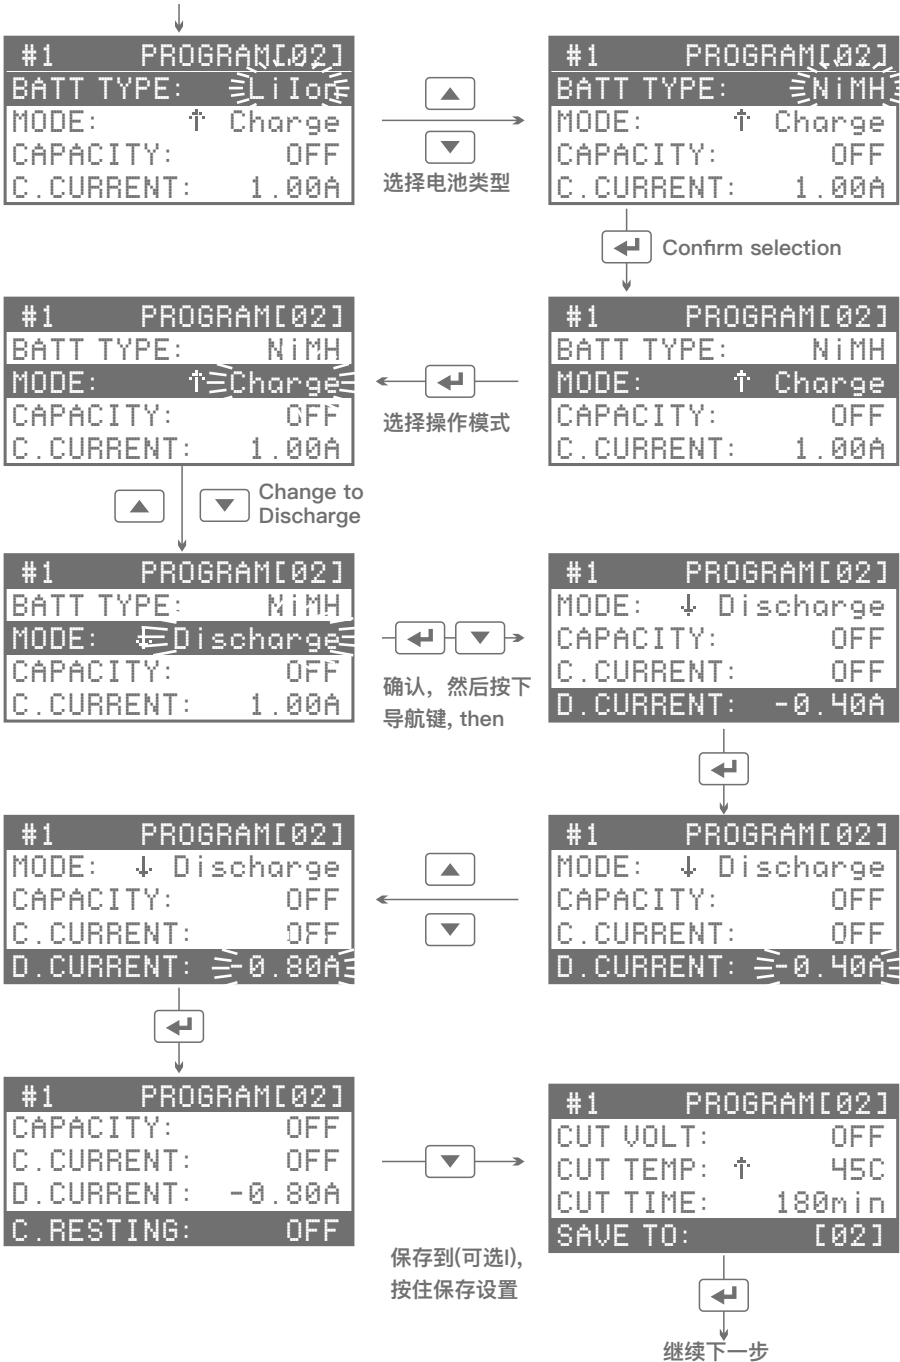 #1 PROGRAM[02]
BATT TYPE: LiIon
MODE: ↑ Charge
CAPACITY: OFF
C.CURRENT: 1.00A
选择电池类型
#1 PROGRAM[02]
BATT TYPE: NiMH
MODE: ↑ Charge
CAPACITY: OFF
C.CURRENT: 1.00A
Confirm selection
#1 PROGRAM[02]
BATT TYPE: NiMH
MODE: ↑ Charge
CAPACITY: OFF
C.CURRENT: 1.00A
选择操作模式
#1 PROGRAM[02]
BATT TYPE: NiMH
MODE: ↑ Charge
CAPACITY: OFF
C.CURRENT: 1.00A
Change to
Discharge
#1 PROGRAM[02]
BATT TYPE: NiMH
MODE: ↓ Discharge
CAPACITY: OFF
C.CURRENT: 1.00A
确认，然后按下
导航键, then
#1 PROGRAM[02]
MODE: ↓ Discharge
CAPACITY: OFF
C.CURRENT: OFF
D.CURRENT: -0.40A
#1 PROGRAM[02]
MODE: ↓ Discharge
CAPACITY: OFF
C.CURRENT: OFF
D.CURRENT: -0.40A
#1 PROGRAM[02]
MODE: ↓ Discharge
CAPACITY: OFF
C.CURRENT: OFF
D.CURRENT: -0.80A
#1 PROGRAM[02]
CAPACITY: OFF
C.CURRENT: OFF
D.CURRENT: -0.80A
C.RESTING: OFF
保存到(可选l),
按住保存设置
#1 PROGRAM[02]
CUT VOLT: OFF
CUT TEMP: ↑ 45C
CUT TIME: 180min
SAVE TO: [02]
继续下一步